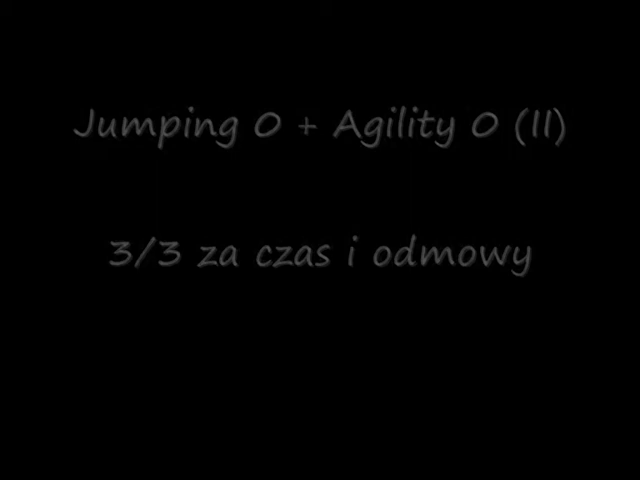 Jumping 0 + Agility 0 (II)
3/3 za czas i odmowy